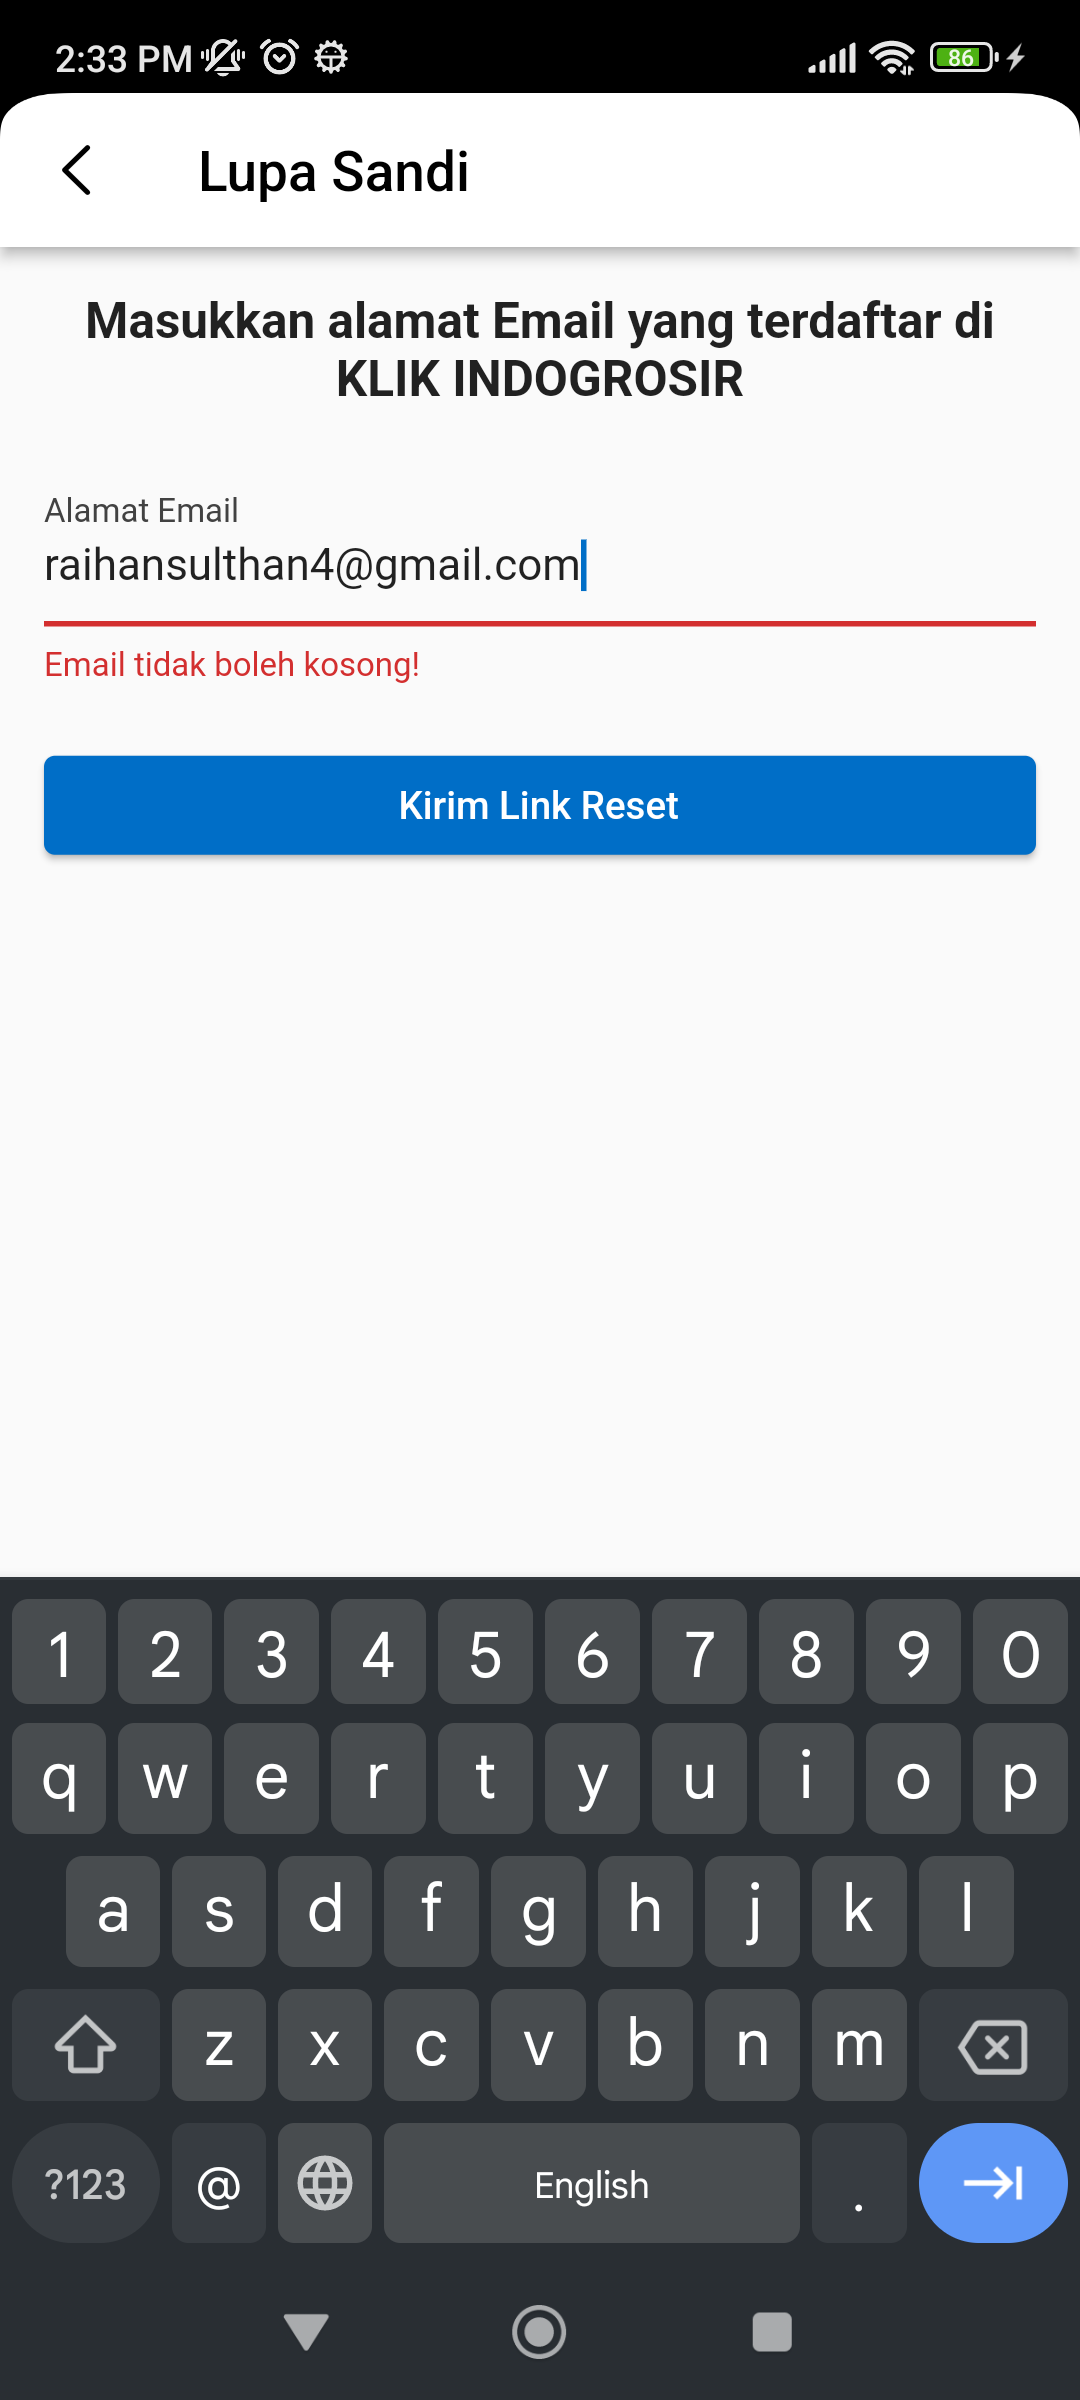 2:33 PM
86
Lupa Sandi
Masukkan alamat Email yang terdaftar di
KLIK INDOGROSIR
Alamat Email
raihansulthan4@gmail.com
Email tidak boleh kosong!
Kirim Link Reset
1 2 3 4 5 6 7 8 9 0
q w e r t y u i o p
a s d f g h j k l
z x c v b n m
?123 @ English .